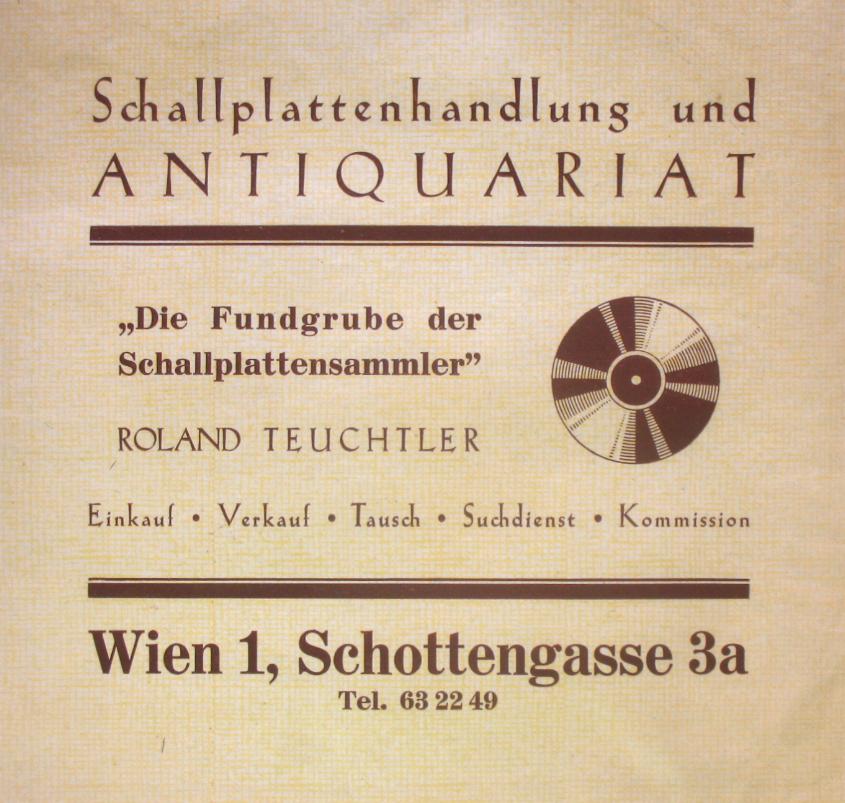 Schallplattenhandlung und
ANTIQUARIAT
„Die Fundgrube der
Schallplattensammler”
ROLAND TEUCHTLER
Einkauf • Verkauf • Tausch • Suchdienst • Kommission
Wien 1, Schottengasse 3a
Tel. 63 22 49